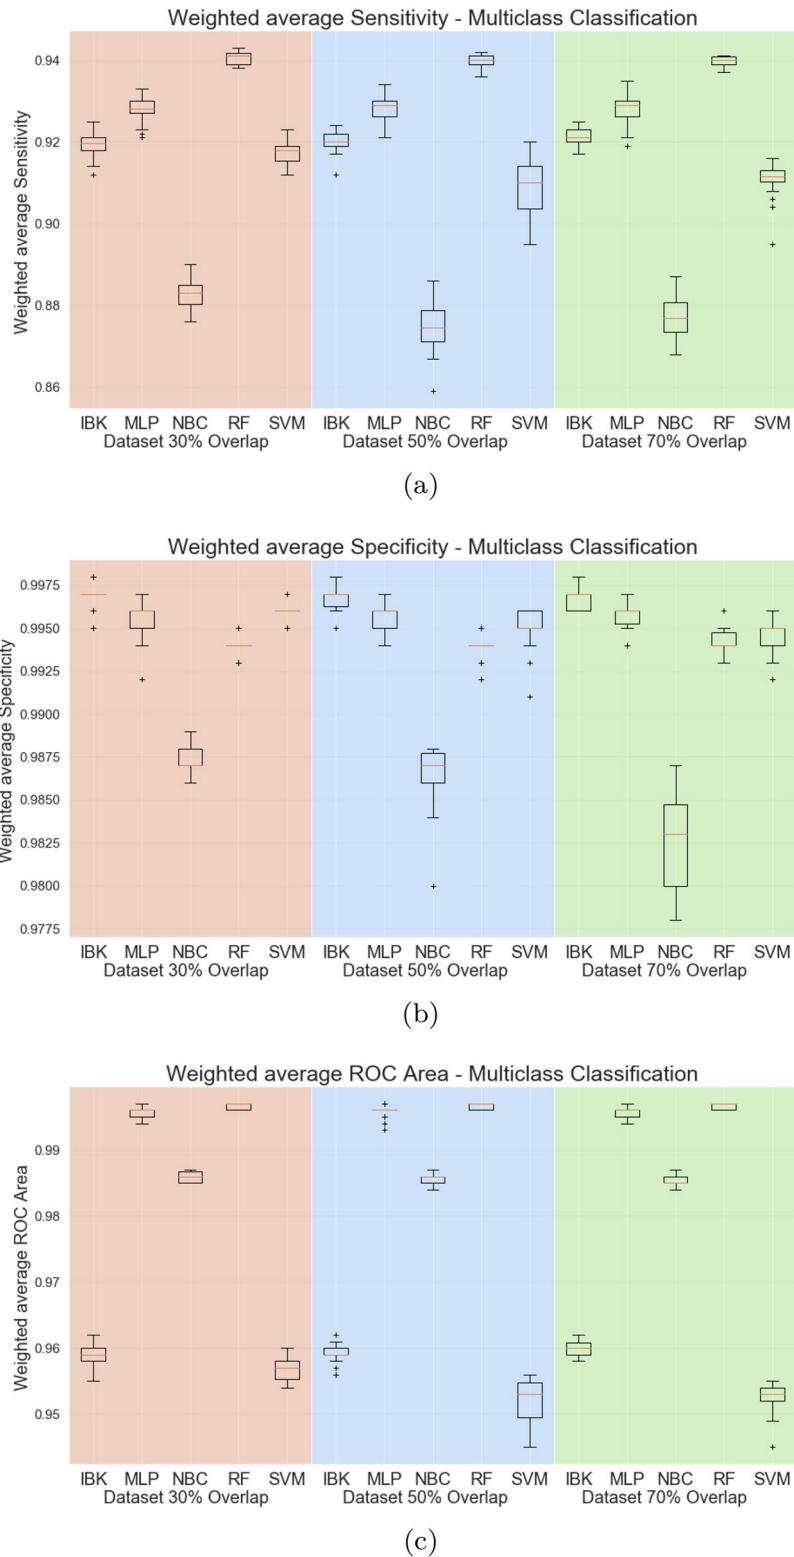 Weighted average Sensitivity - Multiclass Classification
Weighted average Sensitivity
0.94
0.92
0.90
0.88
0.86
IBK MLP NBC RF SVM IBK MLP NBC RF SVM IBK MLP NBC RF SVM
Dataset 30% Overlap Dataset 50% Overlap Dataset 70% Overlap
(a)
Weighted average Specificity - Multiclass Classification
Weighted average Specificity
0.9975
0.9950
0.9925
0.9900
0.9875
0.9850
0.9825
0.9800
0.9775
IBK MLP NBC RF SVM IBK MLP NBC RF SVM IBK MLP NBC RF SVM
Dataset 30% Overlap Dataset 50% Overlap Dataset 70% Overlap
(b)
Weighted average ROC Area - Multiclass Classification
Weighted average ROC Area
0.99
0.98
0.97
0.96
0.95
IBK MLP NBC RF SVM IBK MLP NBC RF SVM IBK MLP NBC RF SVM
Dataset 30% Overlap Dataset 50% Overlap Dataset 70% Overlap
(c)